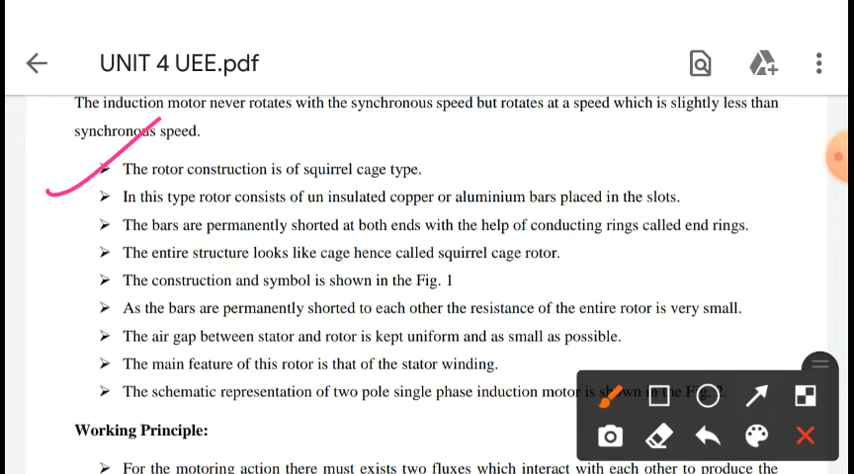 UNIT 4 UEE.pdf
The induction motor never rotates with the synchronous speed but rotates at a speed which is slightly less than
synchronous speed.
➤ The rotor construction is of squirrel cage type.
➤ In this type rotor consists of un insulated copper or aluminium bars placed in the slots.
➤ The bars are permanently shorted at both ends with the help of conducting rings called end rings.
➤ The entire structure looks like cage hence called squirrel cage rotor.
➤ The construction and symbol is shown in the Fig. 1
➤ As the bars are permanently shorted to each other the resistance of the entire rotor is very small.
➤ The air gap between stator and rotor is kept uniform and as small as possible.
➤ The main feature of this rotor is that of the stator winding.
➤ The schematic representation of two pole single phase induction motor is shown in the
Working Principle:
➤ For the motoring action there must exists two fluxes which interact with each other to produce the